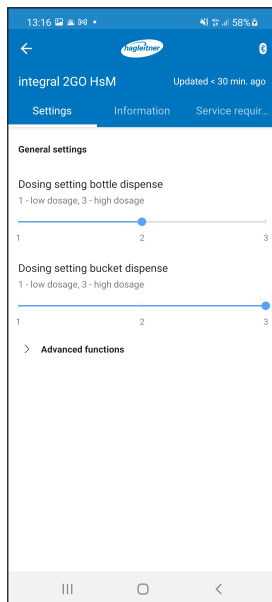 13:16 58%
hagleitner
integral 2GO HsM Updated < 30 min. ago
Settings Information Service requir...
General settings
Dosing setting bottle dispense
1 - low dosage, 3 - high dosage
1 2 3
Dosing setting bucket dispense
1 - low dosage, 3 - high dosage
1 2 3
Advanced functions